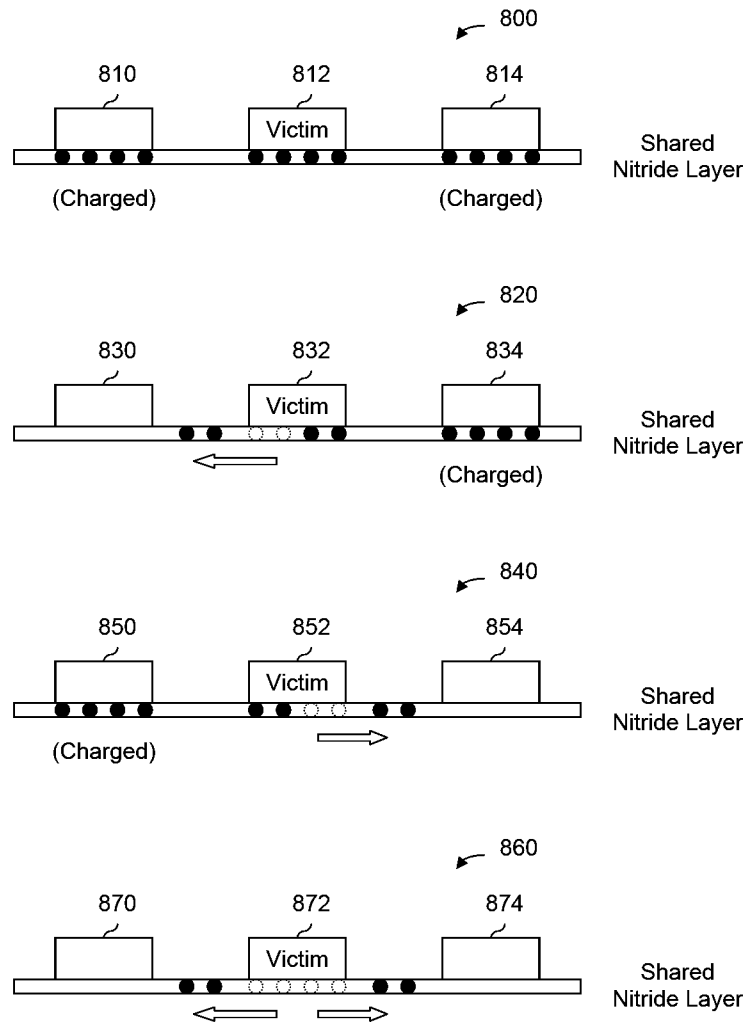 800
810 812 814
Victim
Shared
Nitride Layer
(Charged) (Charged)
820
830 832 834
Victim
Shared
Nitride Layer
(Charged)
840
850 852 854
Victim
Shared
Nitride Layer
(Charged)
860
870 872 874
Victim
Shared
Nitride Layer